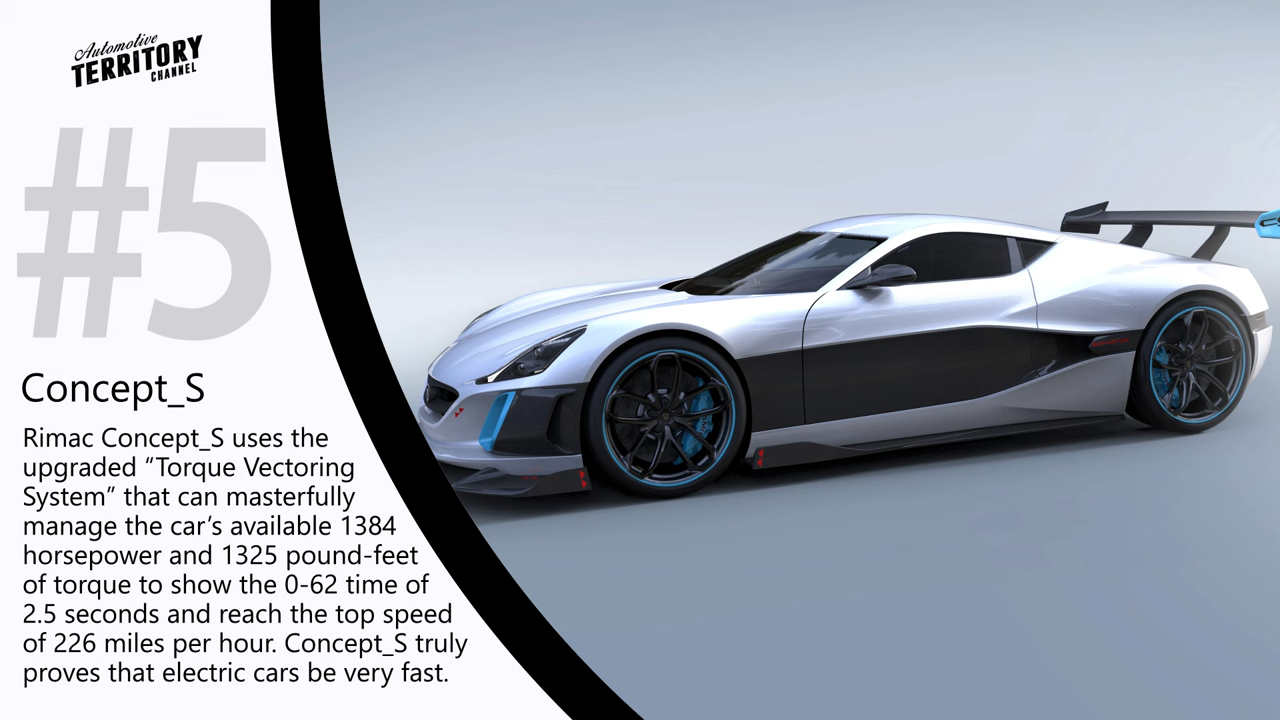 Automotive
TERRITORY
CHANNEL
#5
Concept_S
Rimac Concept_S uses the
upgraded “Torque Vectoring
System” that can masterfully
manage the car’s available 1384
horsepower and 1325 pound-feet
of torque to show the 0-62 time of
2.5 seconds and reach the top speed
of 226 miles per hour. Concept_S truly
proves that electric cars be very fast.